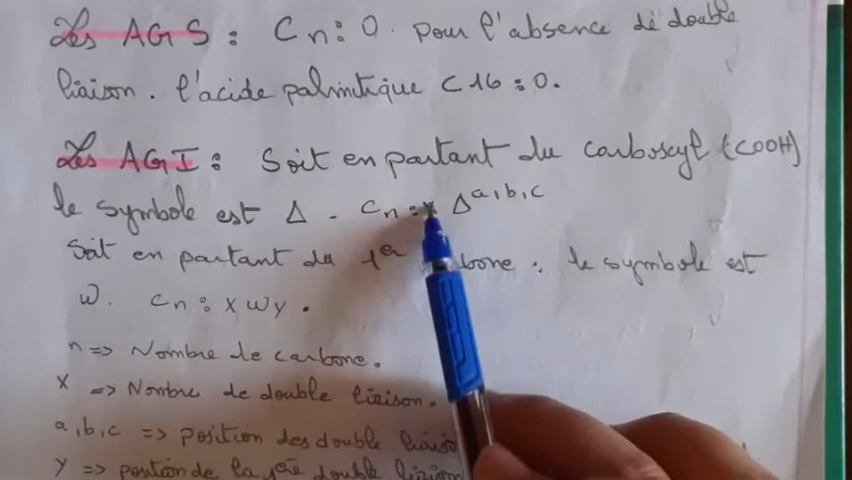 Les AGS : Cn : 0. pour l'absence de double
liaison. l'acide palmitique C16 : 0.
Les AGI : Soit en partant du carboxyl (COOH)
le symbole est Δ - Cn : x Δa,b,c
Soit en partant du 1er : le symbole est
ω. Cn : x ω y.
n => Nombre de carbone.
x => Nombre de double liaison.
a,b,c => position des double
y => position de la 1ere double